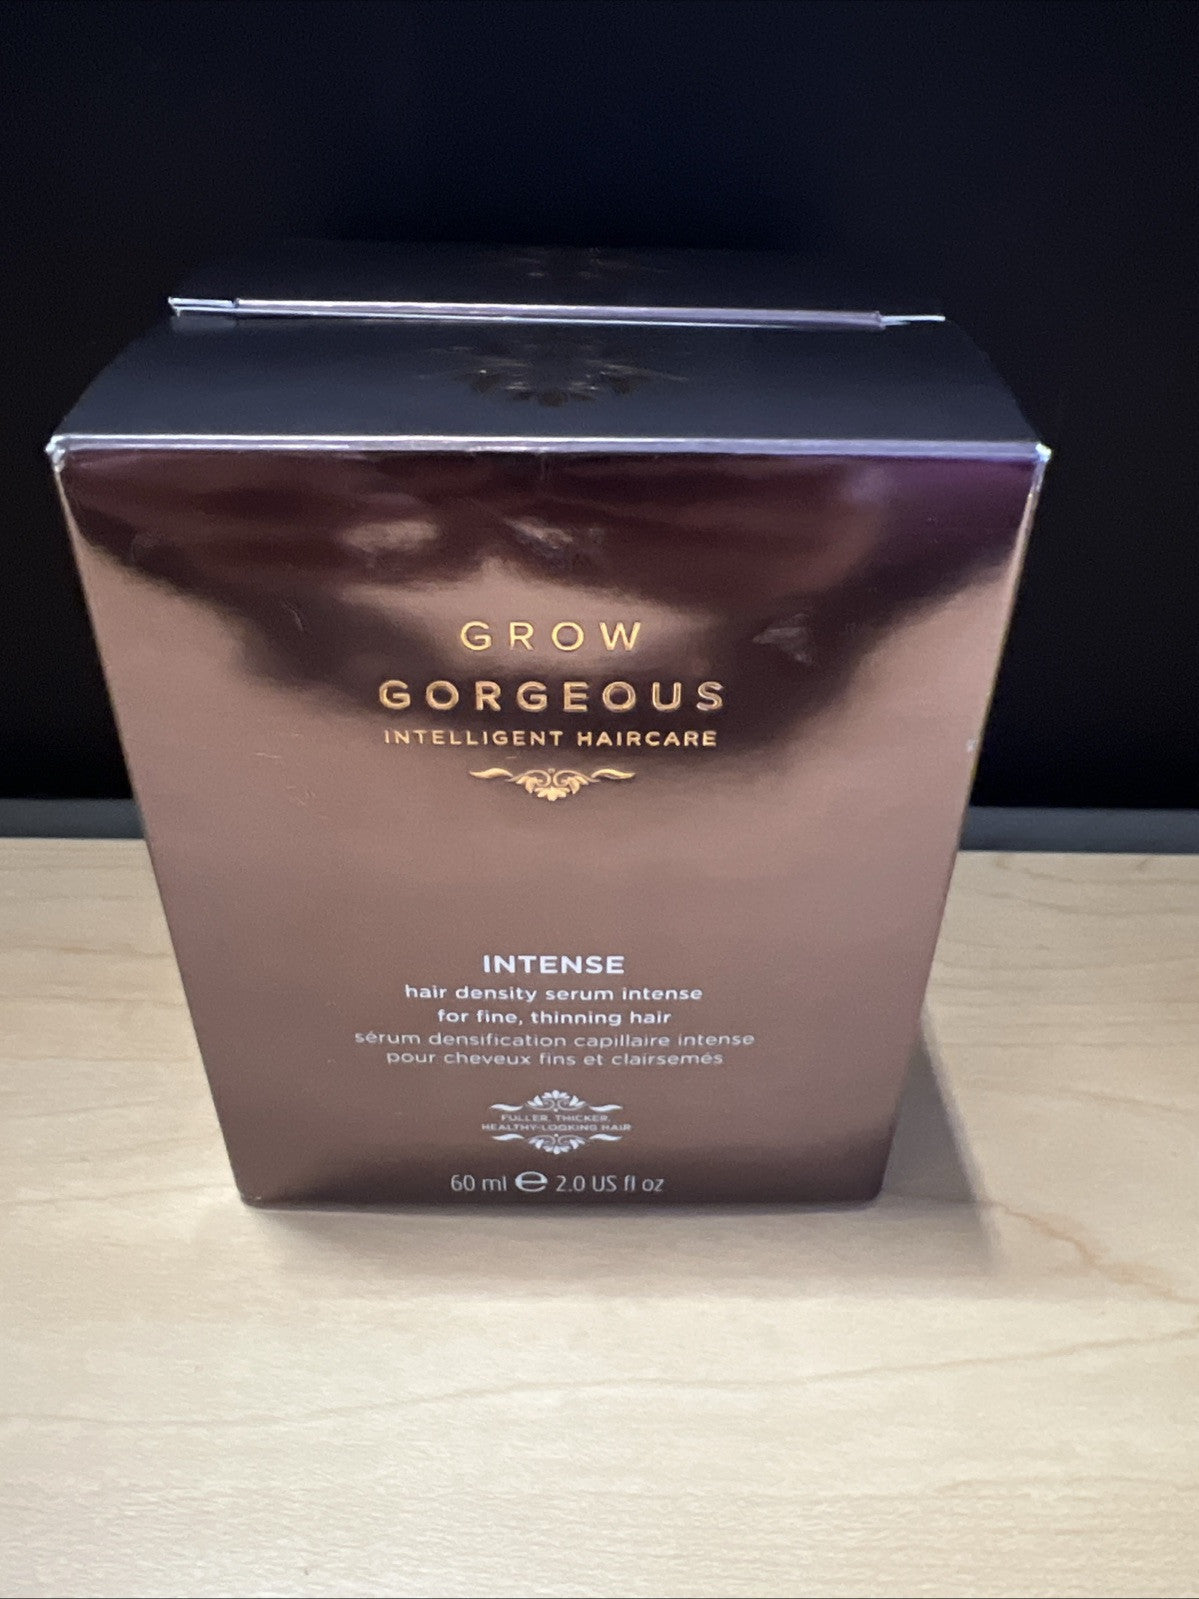 GROW
GORGEOUS
INTELLIGENT HAIRCARE
INTENSE
hair density serum intense
for fine, thinning hair
sérum densification capillaire intense
pour cheveux fins et clairsemés
FULLER, THICKER,
HEALTHY-LOOKING HAIR
60 ml ℮ 2.0 US fl oz